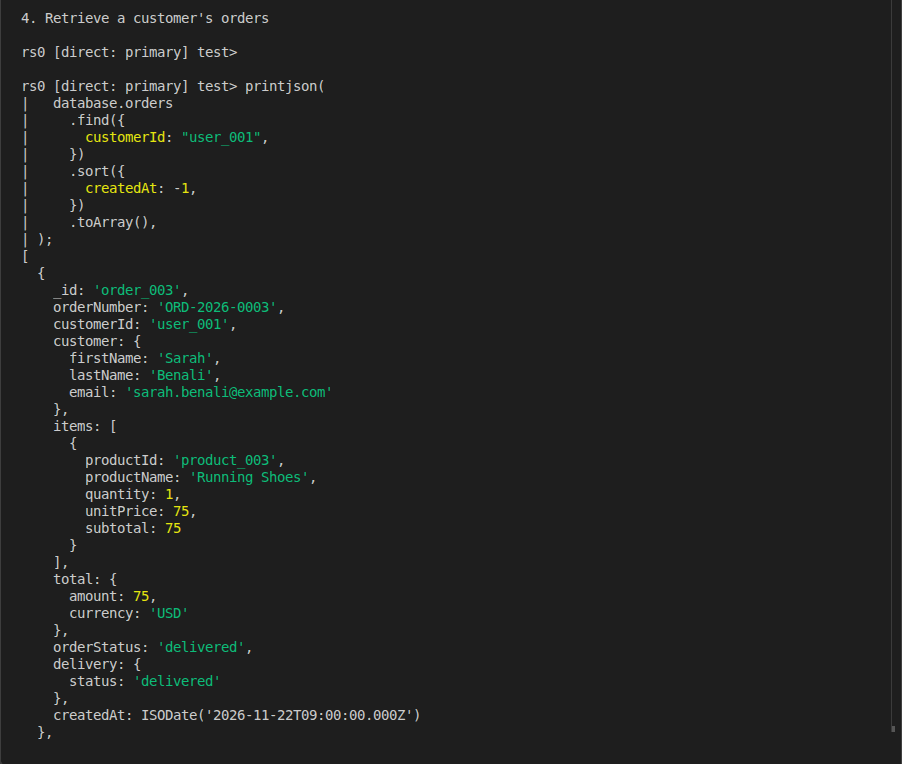 4. Retrieve a customer's orders
rs0 [direct: primary] test>
rs0 [direct: primary] test> printjson(
|   database.orders
|     .find({
|       customerId: "user_001",
|     })
|     .sort({
|       createdAt: -1,
|     })
|     .toArray(),
| );
[
  {
    _id: 'order_003',
    orderNumber: 'ORD-2026-0003',
    customerId: 'user_001',
    customer: {
      firstName: 'Sarah',
      lastName: 'Benali',
      email: 'sarah.benali@example.com'
    },
    items: [
      {
        productId: 'product_003',
        productName: 'Running Shoes',
        quantity: 1,
        unitPrice: 75,
        subtotal: 75
      }
    ],
    total: {
      amount: 75,
      currency: 'USD'
    },
    orderStatus: 'delivered',
    delivery: {
      status: 'delivered'
    },
    createdAt: ISODate('2026-11-22T09:00:00.000Z')
  },